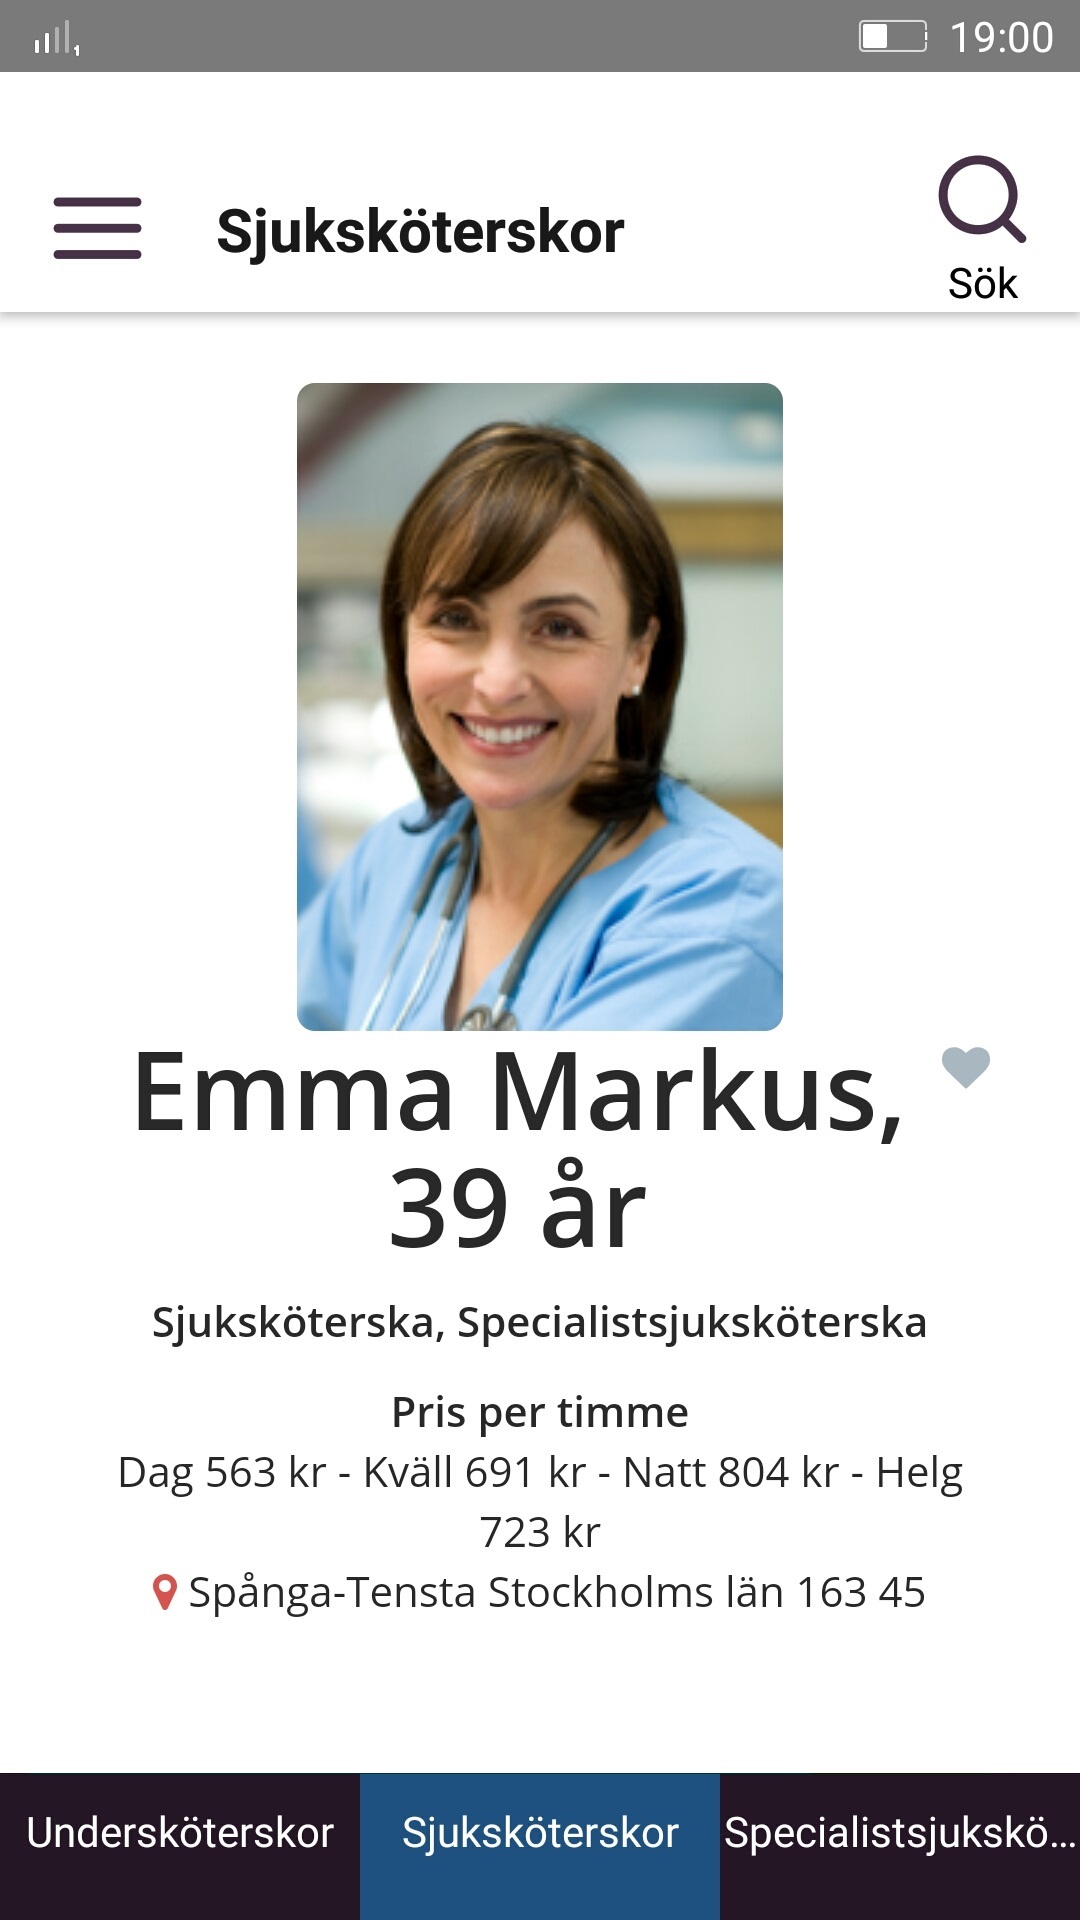 19:00
Sjuksköterskor
Sök
Emma Markus,
39 år
Sjuksköterska, Specialistsjuksköterska
Pris per timme
Dag 563 kr - Kväll 691 kr - Natt 804 kr - Helg
723 kr
Spånga-Tensta Stockholms län 163 45
Undersköterskor
Sjuksköterskor
Specialistsjukskö...